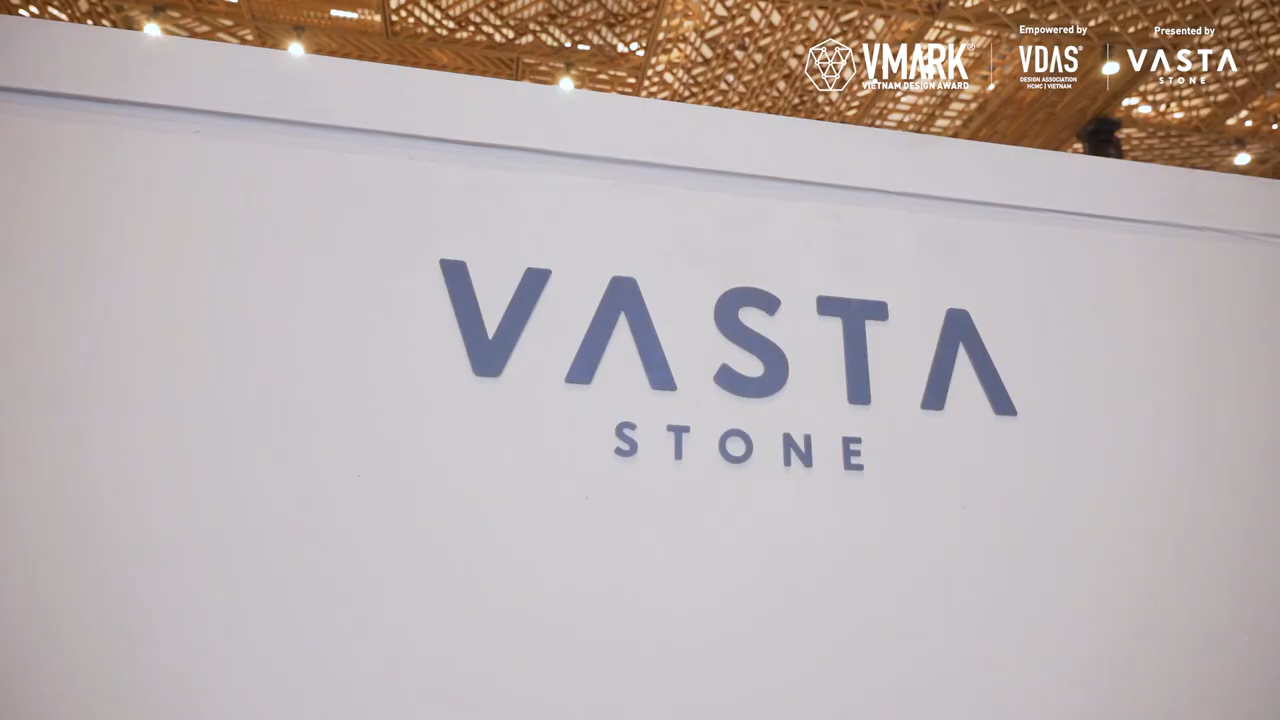 VMARK®
VIETNAM DESIGN AWARD
Empowered by
VDAS®
DESIGN ASSOCIATION
HCMC | VIETNAM
Presented by
VASTA
STONE
VASTA
STONE